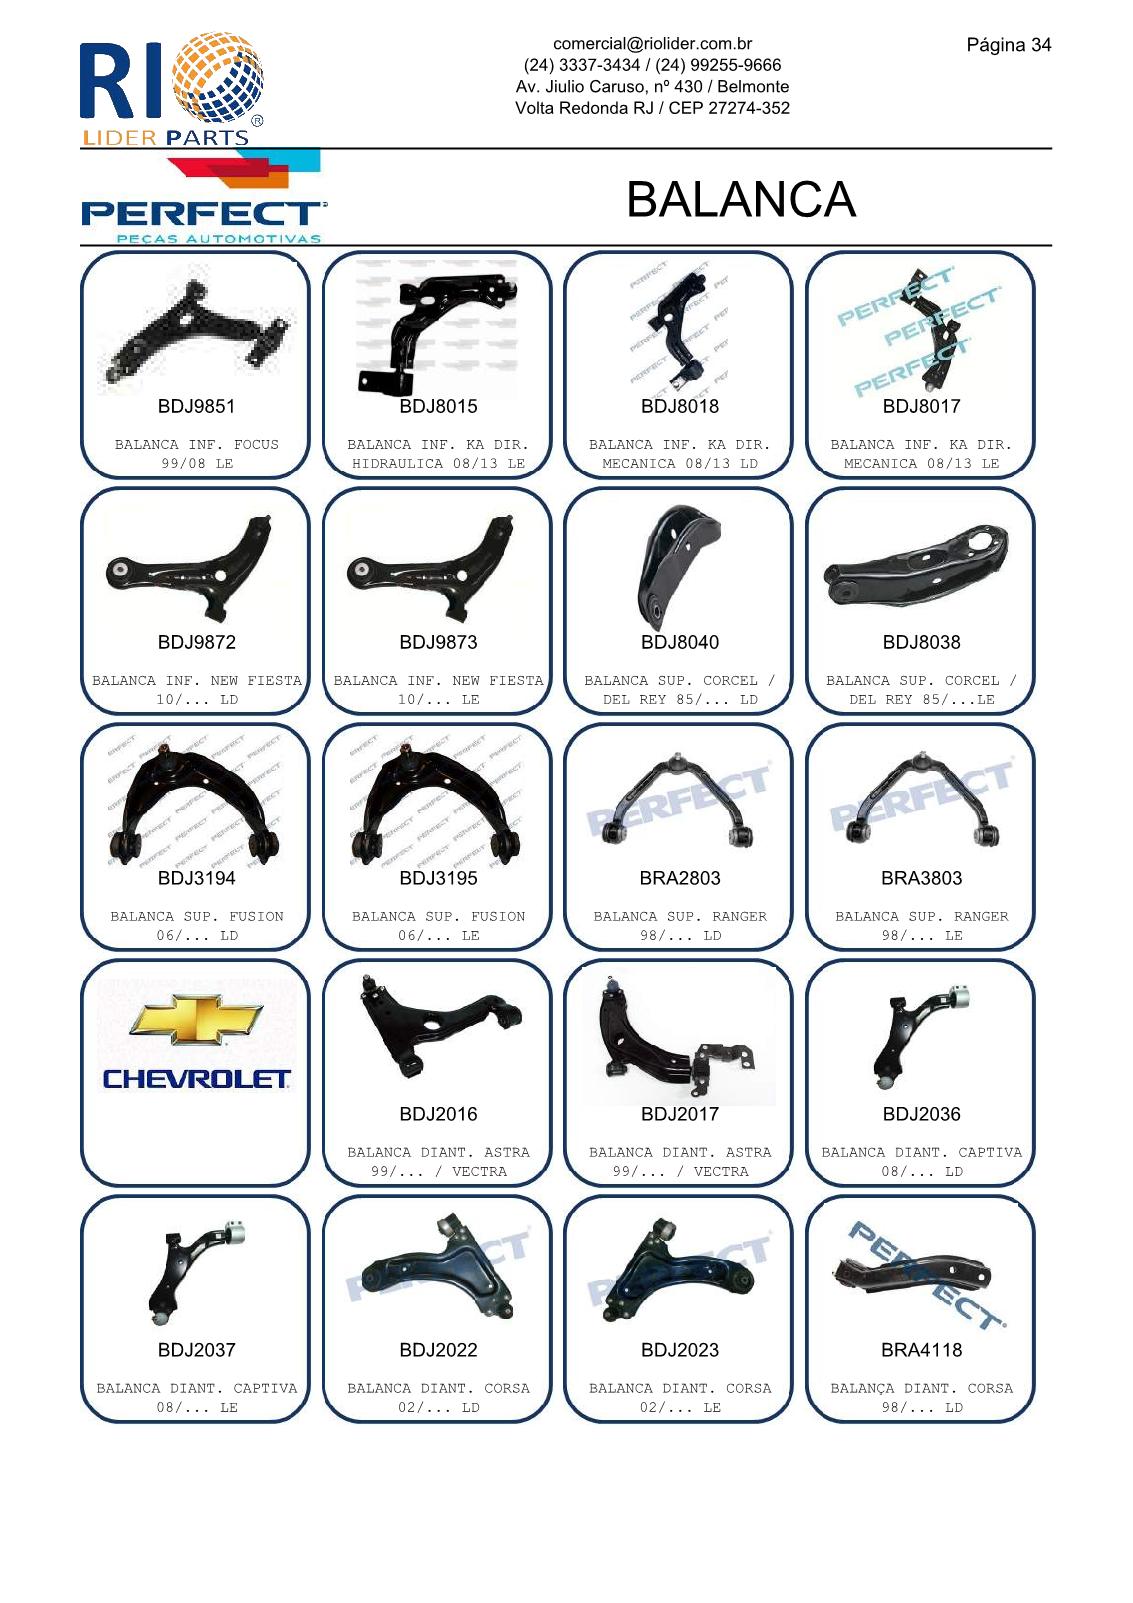 RIO
LIDER PARTS
comercial@riolider.com.br
(24) 3337-3434 / (24) 99255-9666
Av. Jiulio Caruso, nº 430 / Belmonte
Volta Redonda RJ / CEP 27274-352
Página 34
PERFECT
PEÇAS AUTOMOTIVAS
BALANCA
BDJ9851
BALANCA INF. FOCUS
99/08 LE
BDJ8015
BALANCA INF. KA DIR.
HIDRAULICA 08/13 LE
BDJ8018
BALANCA INF. KA DIR.
MECANICA 08/13 LD
PERFECT
PERFECT
PERFECT
BDJ8017
BALANCA INF. KA DIR.
MECANICA 08/13 LE
BDJ9872
BALANCA INF. NEW FIESTA
10/... LD
BDJ9873
BALANCA INF. NEW FIESTA
10/... LE
BDJ8040
BALANCA SUP. CORCEL /
DEL REY 85/... LD
BDJ8038
BALANCA SUP. CORCEL /
DEL REY 85/...LE
BDJ3194
BALANCA SUP. FUSION
06/... LD
BDJ3195
BALANCA SUP. FUSION
06/... LE
PERFECT
BRA2803
BALANCA SUP. RANGER
98/... LD
PERFECT
BRA3803
BALANCA SUP. RANGER
98/... LE
CHEVROLET
BDJ2016
BALANCA DIANT. ASTRA
99/... / VECTRA
BDJ2017
BALANCA DIANT. ASTRA
99/... / VECTRA
BDJ2036
BALANCA DIANT. CAPTIVA
08/... LD
BDJ2037
BALANCA DIANT. CAPTIVA
08/... LE
BDJ2022
BALANCA DIANT. CORSA
02/... LD
BDJ2023
BALANCA DIANT. CORSA
02/... LE
PERFECT
BRA4118
BALANÇA DIANT. CORSA
98/... LD